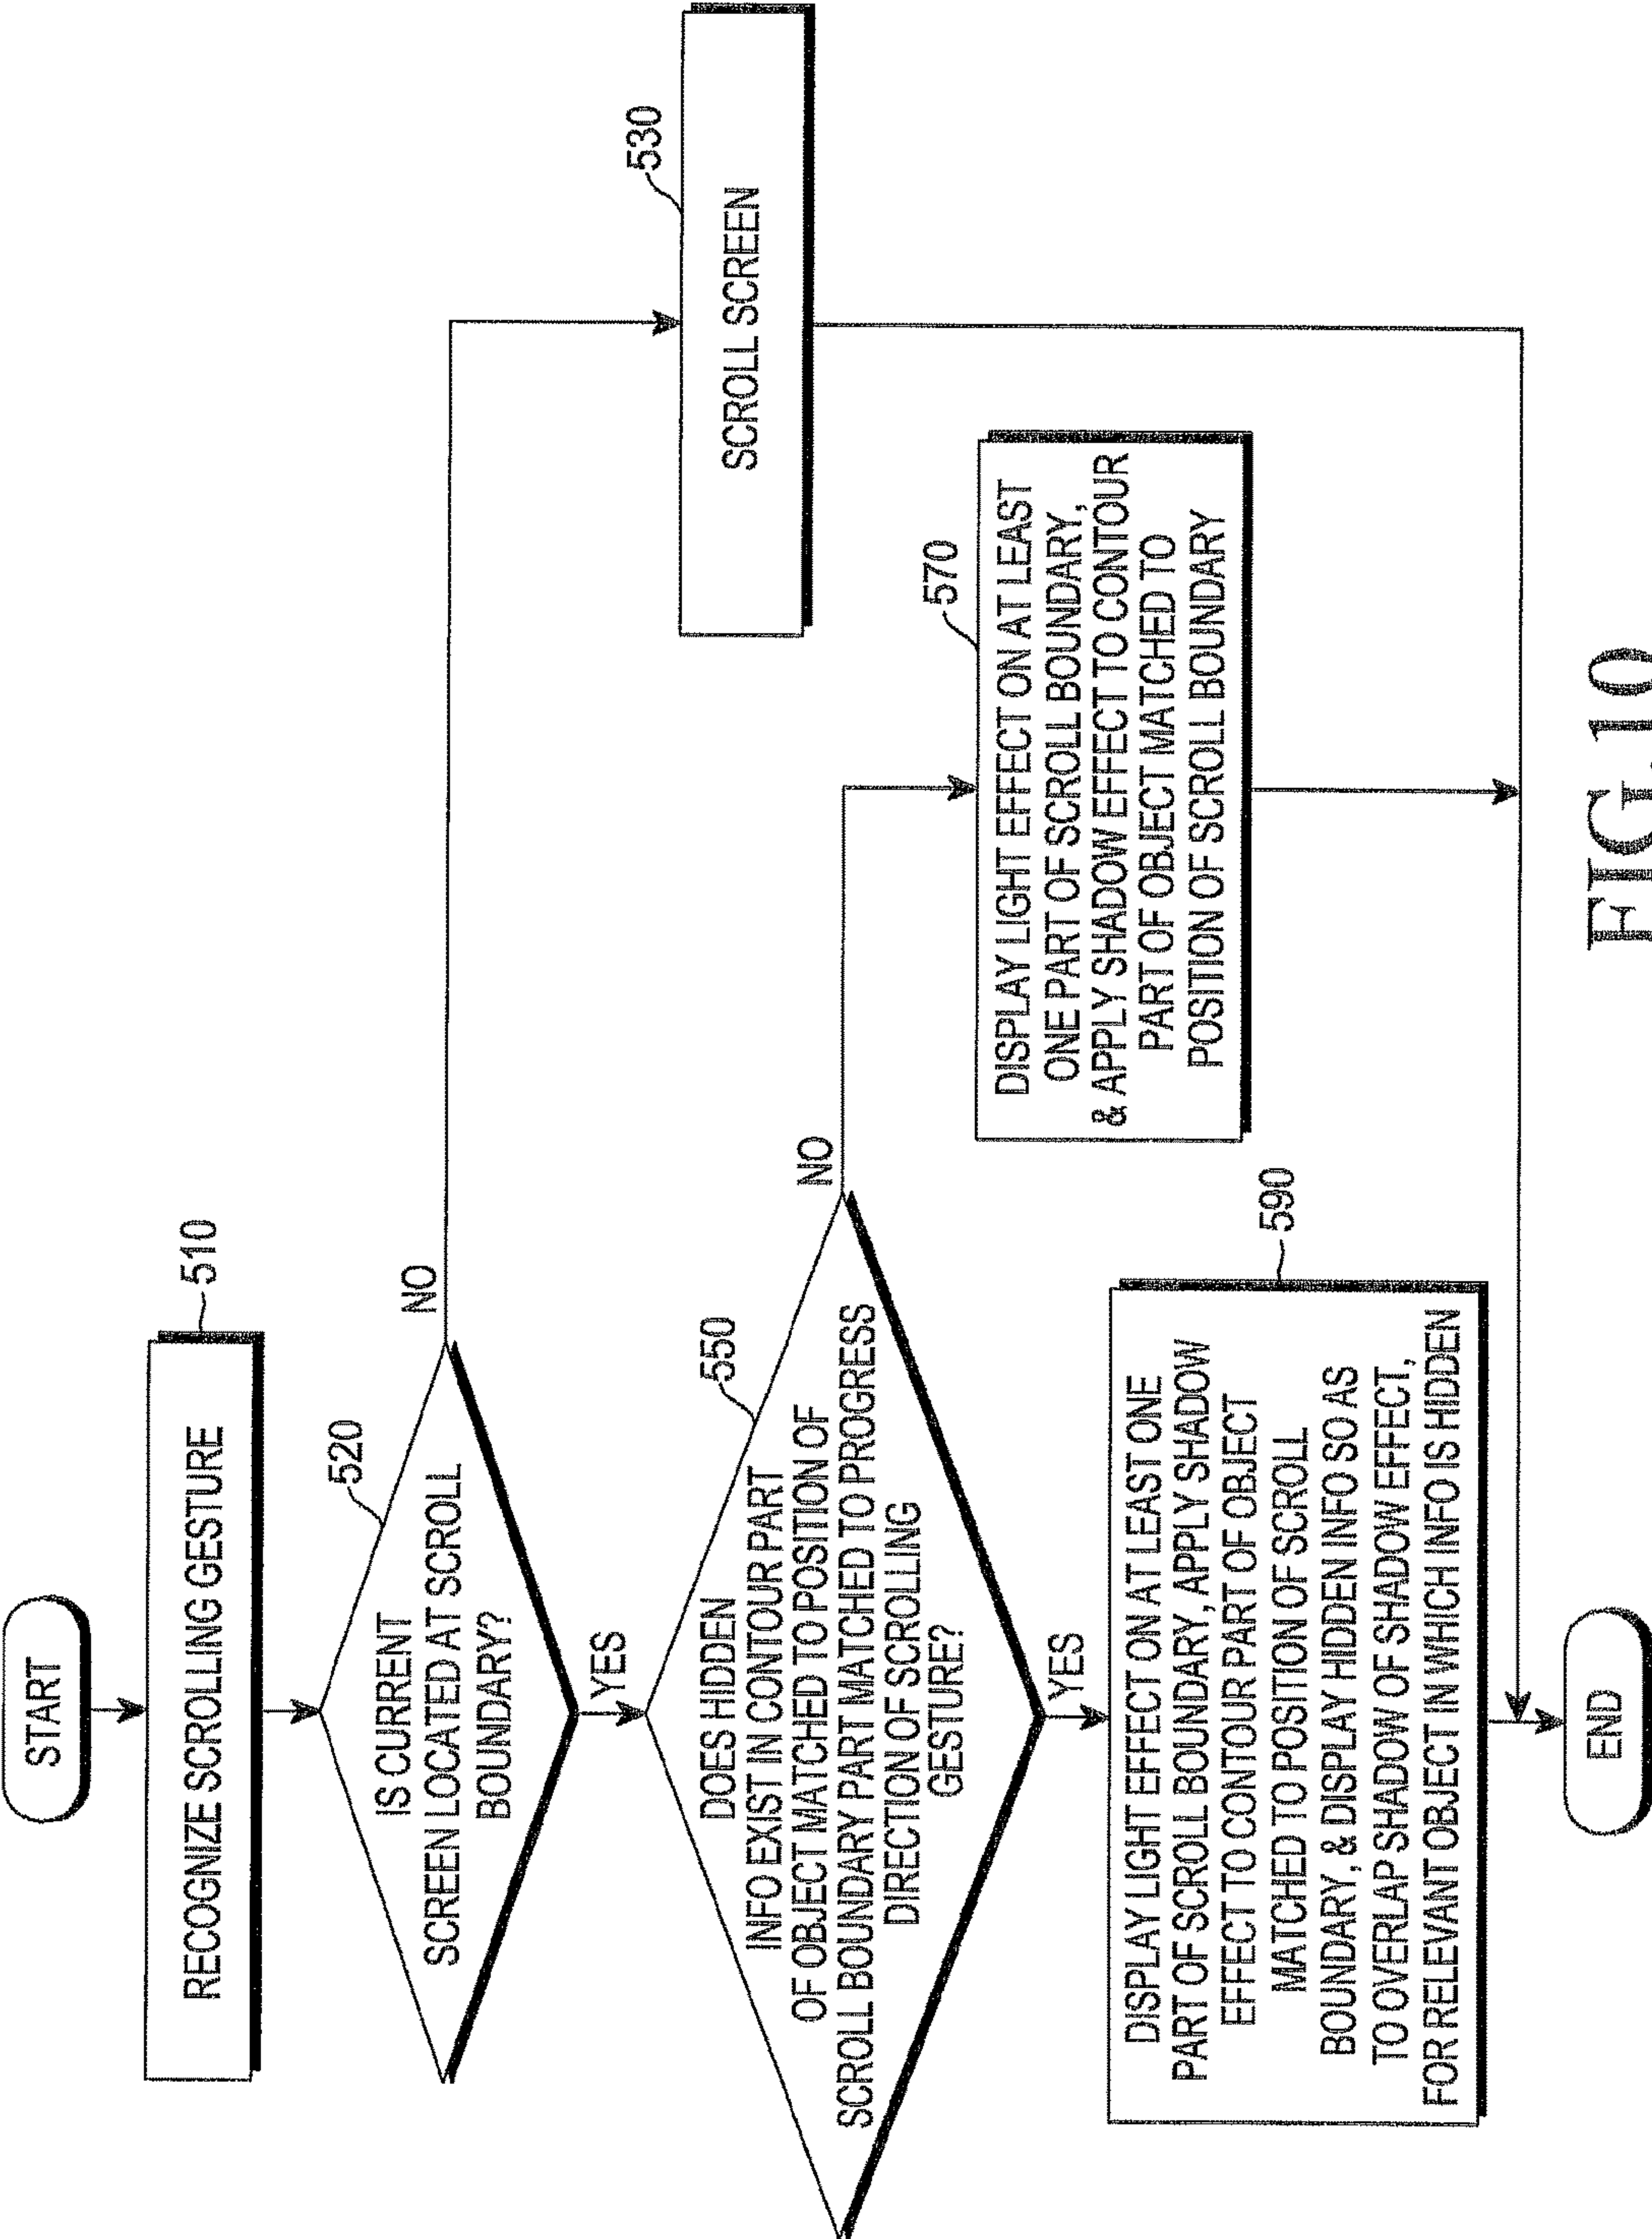 START
510
RECOGNIZE SCROLLING GESTURE
520
IS CURRENT
SCREEN LOCATED AT SCROLL
BOUNDARY?
NO
YES
530
SCROLL SCREEN
550
DOES HIDDEN
INFO EXIST IN CONTOUR PART
OF OBJECT MATCHED TO POSITION OF
SCROLL BOUNDARY PART MATCHED TO PROGRESS
DIRECTION OF SCROLLING
GESTURE?
NO
YES
570
DISPLAY LIGHT EFFECT ON AT LEAST
ONE PART OF SCROLL BOUNDARY,
& APPLY SHADOW EFFECT TO CONTOUR
PART OF OBJECT MATCHED TO
POSITION OF SCROLL BOUNDARY
590
DISPLAY LIGHT EFFECT ON AT LEAST ONE
PART OF SCROLL BOUNDARY, APPLY SHADOW
EFFECT TO CONTOUR PART OF OBJECT
MATCHED TO POSITION OF SCROLL
BOUNDARY, & DISPLAY HIDDEN INFO SO AS
TO OVERLAP SHADOW OF SHADOW EFFECT,
FOR RELEVANT OBJECT IN WHICH INFO IS HIDDEN
END
FIG.10